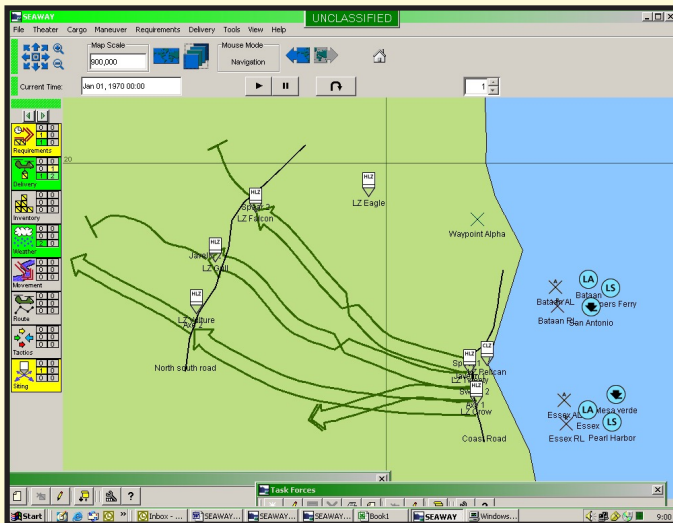 SEAWAY
UNCLASSIFIED
File Theater Cargo Maneuver Requirements Delivery Tools View Help
Map Scale
900,000
Mouse Mode
Navigation
Current Time:
Jan 01, 1970 00:00
1
Requirements
Delivery
Inventory
Weather
Movement
Route
Tactics
Siting
20
HLZ
LZ Eagle
HLZ
LZ Falcon
Waypoint Alpha
HLZ
LZ Gull
HLZ
LZ Vulture
Axe 2
North south road
HLZ
CLZ
HLZ
Axe 1
LZ Crow
Coast Road
LA
Bataan
LS
Bataan AL
San Antonio
Bataan RL
Mesa verde
LA
Essex AL
Essex
LS
Essex RL
Pearl Harbor
Task Forces
Start
Inbox - ...
SEAWAY...
SEAWAY...
SEAWAY...
Book1
SEAWAY
Windows...
9:00